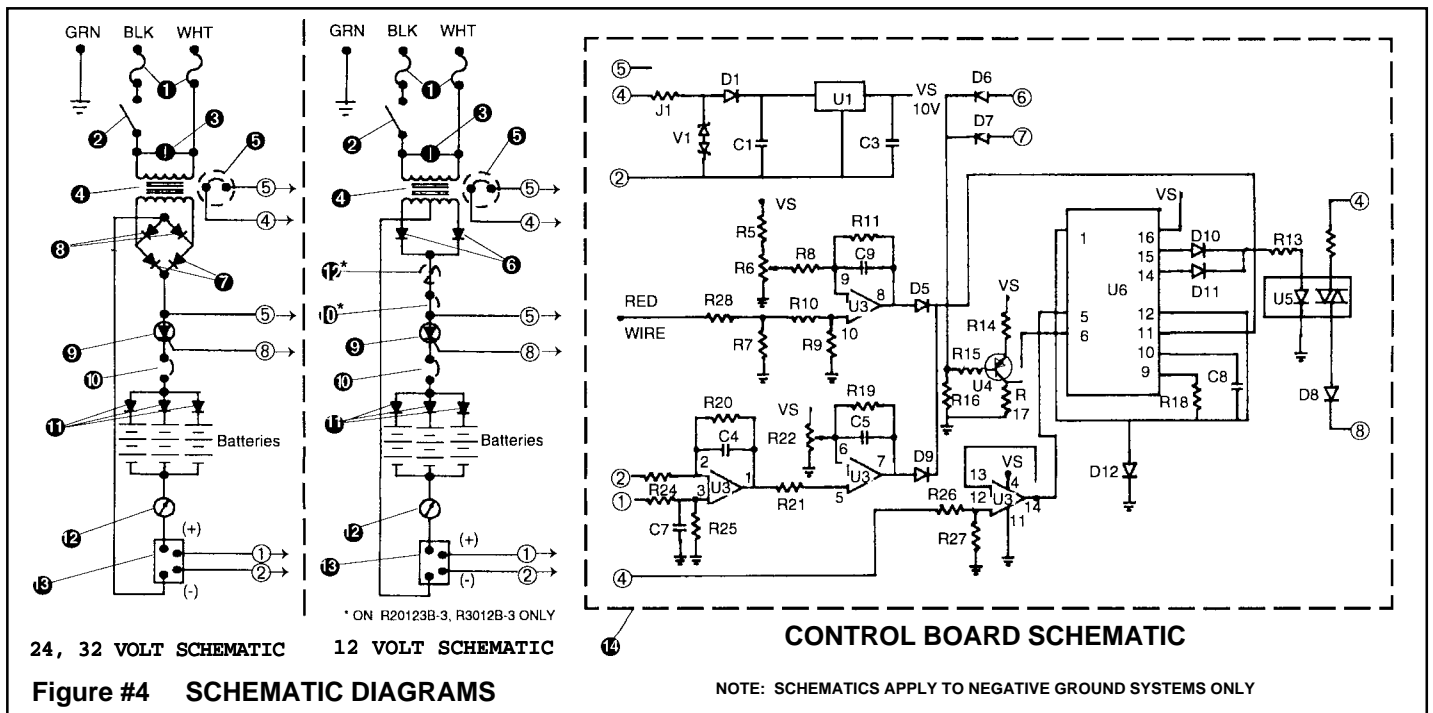 GRN BLK WHT
1
2
3
5
4
5
4
8
7
5
9
8
10
11
Batteries
12
(+)
1
2
13
(-)
24, 32 VOLT SCHEMATIC
GRN BLK WHT
1
2
3
5
4
5
4
6
12*
10*
5
9
8
10
11
Batteries
12
(+)
1
2
13
(-)
* ON R20123B-3, R3012B-3 ONLY
12 VOLT SCHEMATIC
5
4
J1
D1
V1
C1
U1
VS
10V
C3
2
D6
6
D7
7
VS
R5
R6
R8
R11
C9
9
8
U3
10
D5
RED
WIRE
R28
R10
R7
R9
VS
R14
R15
U4
R16
R
17
VS
1
16
15
14
U6
5
6
12
11
10
9
D10
D11
R13
U5
4
C8
R18
D8
8
D12
R20
C4
2
1
U3
3
2
1
R24
C7
R25
R21
VS
R22
R19
C5
6
7
U3
5
D9
13
VS
4
12
U3
14
11
R26
R27
4
14
CONTROL BOARD SCHEMATIC
Figure #4 SCHEMATIC DIAGRAMS
NOTE: SCHEMATICS APPLY TO NEGATIVE GROUND SYSTEMS ONLY